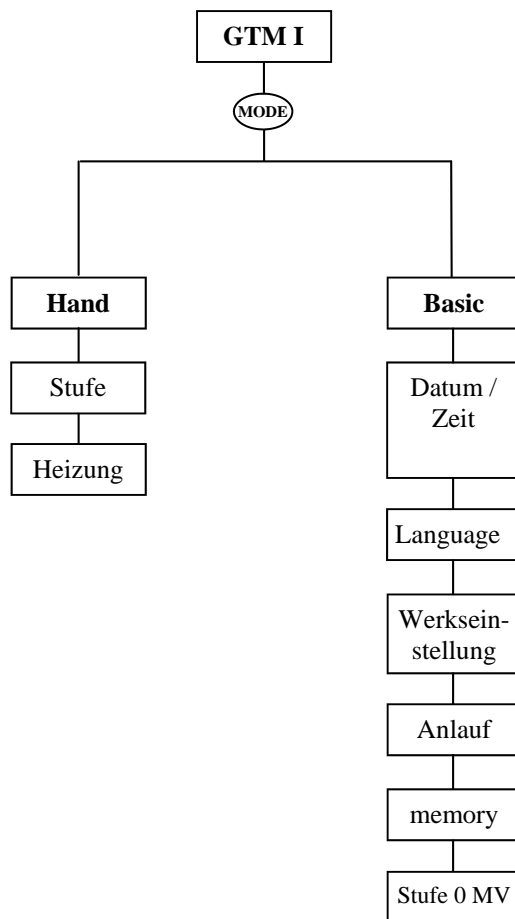 GTM I
MODE
Hand
Stufe
Heizung
Basic
Datum /
Zeit
Language
Werksein-
stellung
Anlauf
memory
Stufe 0 MV